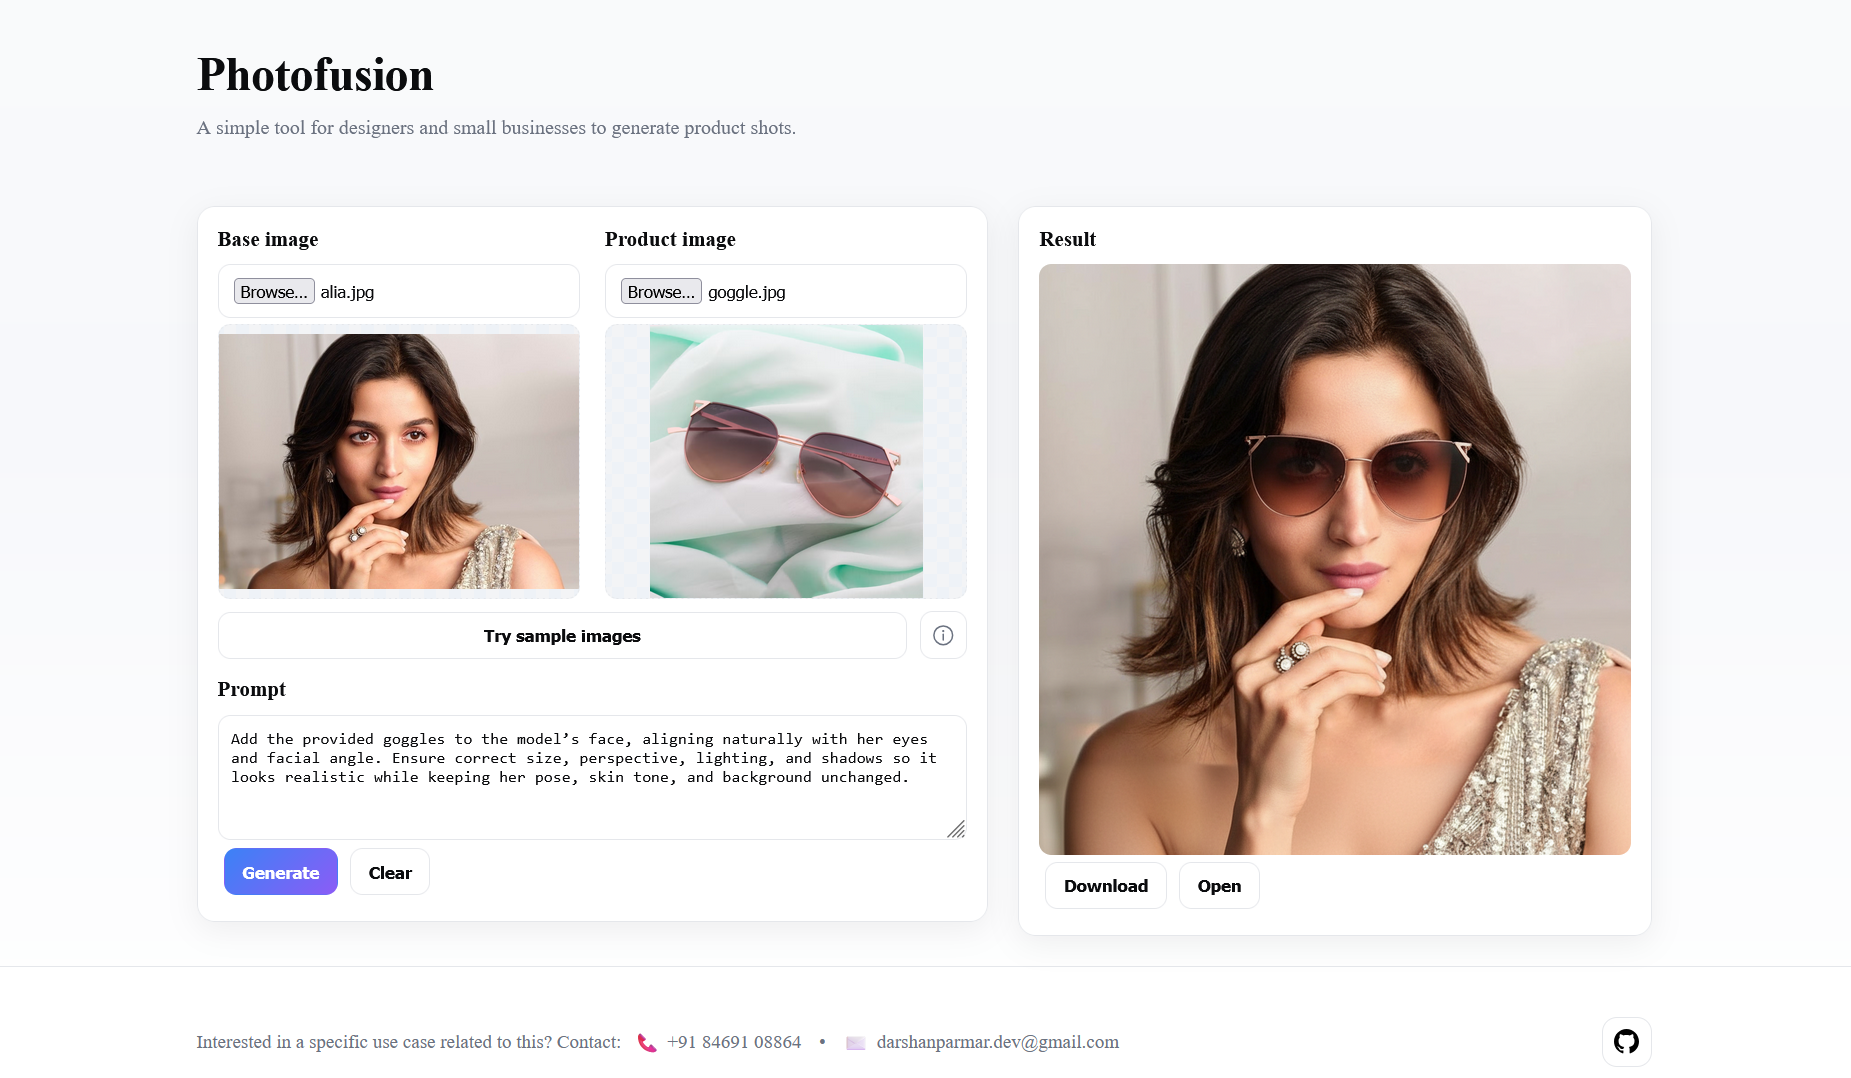 Photofusion
A simple tool for designers and small businesses to generate product shots.
Base image
Browse... alia.jpg
Product image
Browse... goggle.jpg
Try sample images
Prompt
Add the provided goggles to the model’s face, aligning naturally with her eyes
and facial angle. Ensure correct size, perspective, lighting, and shadows so it
looks realistic while keeping her pose, skin tone, and background unchanged.
Generate
Clear
Result
Download
Open
Interested in a specific use case related to this? Contact: +91 84691 08864 • darshanparmar.dev@gmail.com